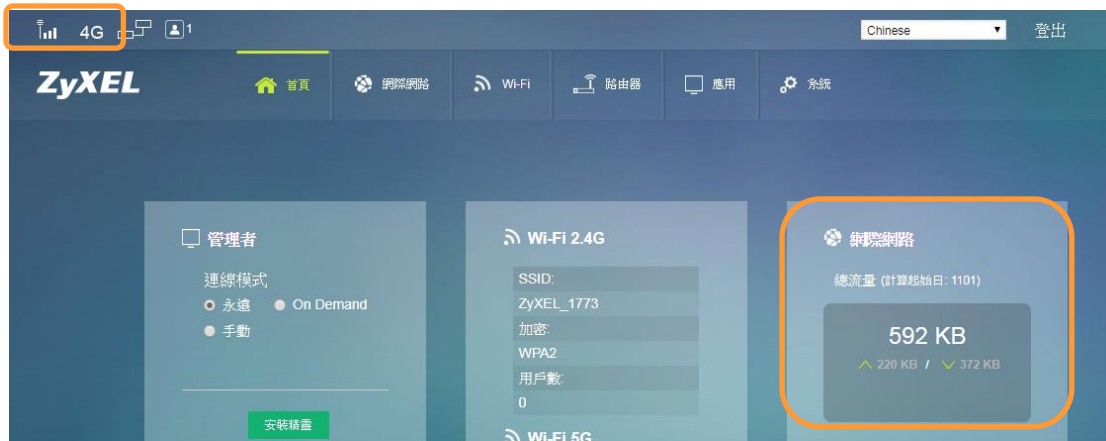 4G
1
Chinese
登出
ZyXEL
首頁
網際網路
Wi-Fi
路由器
應用
系統
管理者
連線模式
永遠 On Demand
手動
安裝精靈
Wi-Fi 2.4G
SSID:
ZyXEL_1773
加密:
WPA2
用戶數:
0
Wi-Fi 5G
網際網路
總流量 (計算起始日: 1101)
592 KB
220 KB / 372 KB